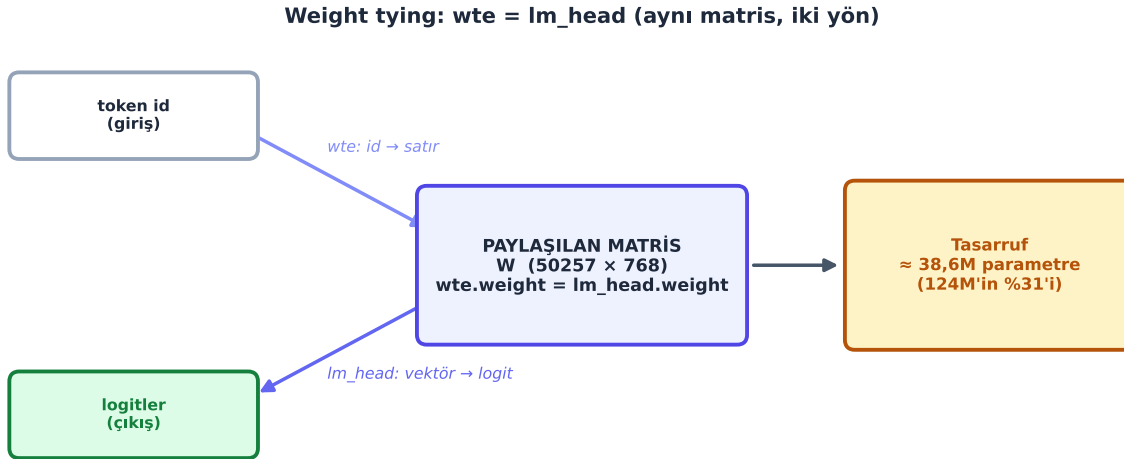 Weight tying: wte = lm_head (aynı matris, iki yön)
token id
(giriş)
wte: id → satır
PAYLAŞILAN MATRİS
W (50257 × 768)
wte.weight = lm_head.weight
Tasarruf
≈ 38,6M parametre
(124M'in %31'i)
lm_head: vektör → logit
logitler
(çıkış)